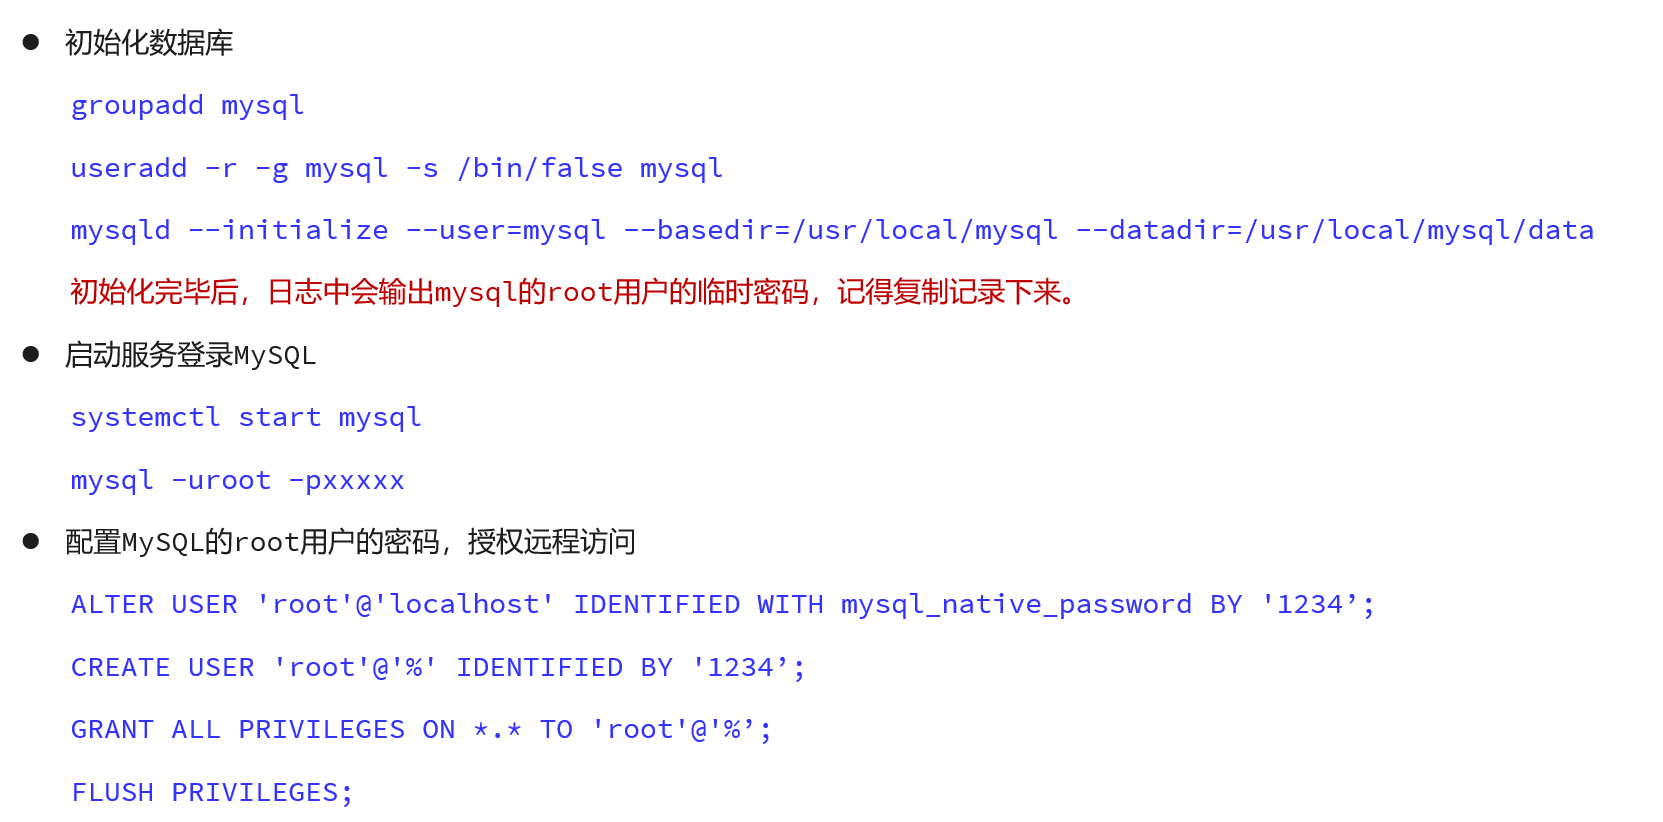 ● 初始化数据库
groupadd mysql
useradd -r -g mysql -s /bin/false mysql
mysqld --initialize --user=mysql --basedir=/usr/local/mysql --datadir=/usr/local/mysql/data
初始化完毕后，日志中会输出mysql的root用户的临时密码，记得复制记录下来。
● 启动服务登录MySQL
systemctl start mysql
mysql -uroot -pxxxxx
● 配置MySQL的root用户的密码，授权远程访问
ALTER USER 'root'@'localhost' IDENTIFIED WITH mysql_native_password BY '1234’;
CREATE USER 'root'@'%' IDENTIFIED BY '1234’;
GRANT ALL PRIVILEGES ON *.* TO 'root'@'%’;
FLUSH PRIVILEGES;